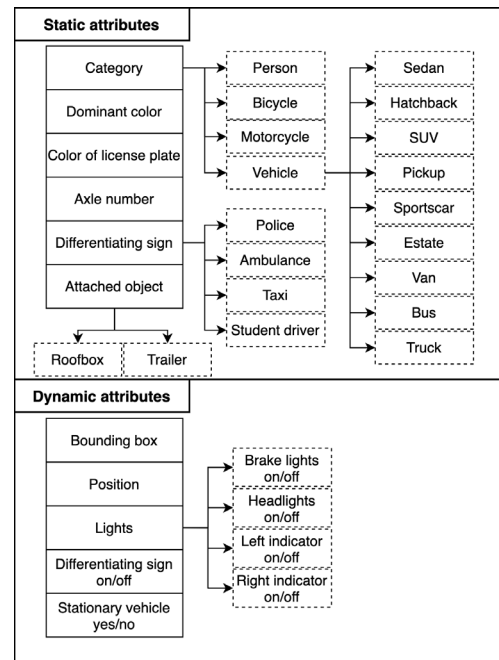 Static attributes
Category
Dominant color
Color of license plate
Axle number
Differentiating sign
Attached object
Roofbox
Trailer
Person
Bicycle
Motorcycle
Vehicle
Police
Ambulance
Taxi
Student driver
Sedan
Hatchback
SUV
Pickup
Sportscar
Estate
Van
Bus
Truck
Dynamic attributes
Bounding box
Position
Lights
Differentiating sign
on/off
Stationary vehicle
yes/no
Brake lights
on/off
Headlights
on/off
Left indicator
on/off
Right indicator
on/off